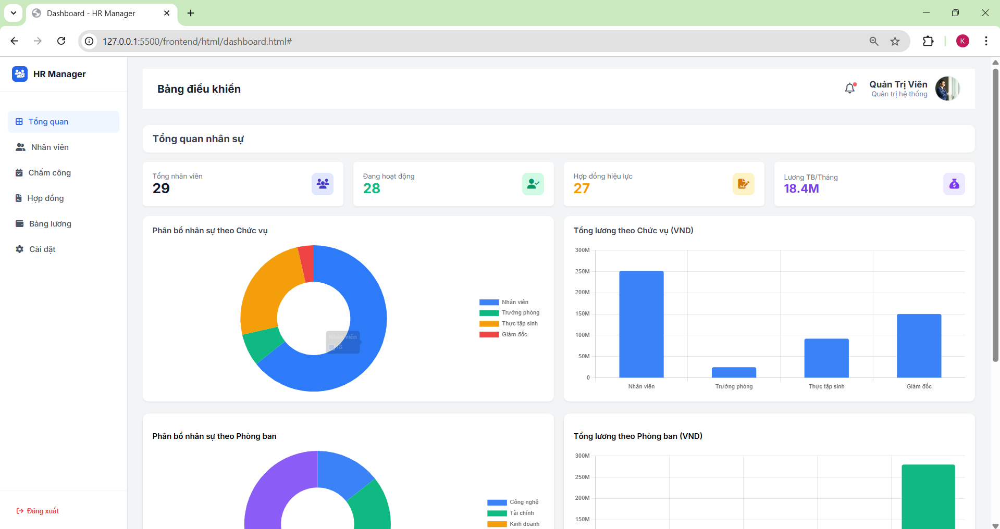 Dashboard - HR Manager
127.0.0.1:5500/frontend/html/dashboard.html#
K
HR Manager
Tổng quan
Nhân viên
Chấm công
Hợp đồng
Bảng lương
Cài đặt
Đăng xuất
Bảng điều khiển
Quản Trị Viên
Quản trị hệ thống
Tổng quan nhân sự
Tổng nhân viên
29
Đang hoạt động
28
Hợp đồng hiệu lực
27
Lương TB/Tháng
18.4M
Phân bổ nhân sự theo Chức vụ
Nhân viên
18
Nhân viên
Trưởng phòng
Thực tập sinh
Giám đốc
Tổng lương theo Chức vụ (VND)
300M
250M
200M
150M
100M
50M
0
Nhân viên
Trưởng phòng
Thực tập sinh
Giám đốc
Phân bổ nhân sự theo Phòng ban
Công nghệ
Tài chính
Kinh doanh
Tổng lương theo Phòng ban (VND)
300M
250M
200M
150M